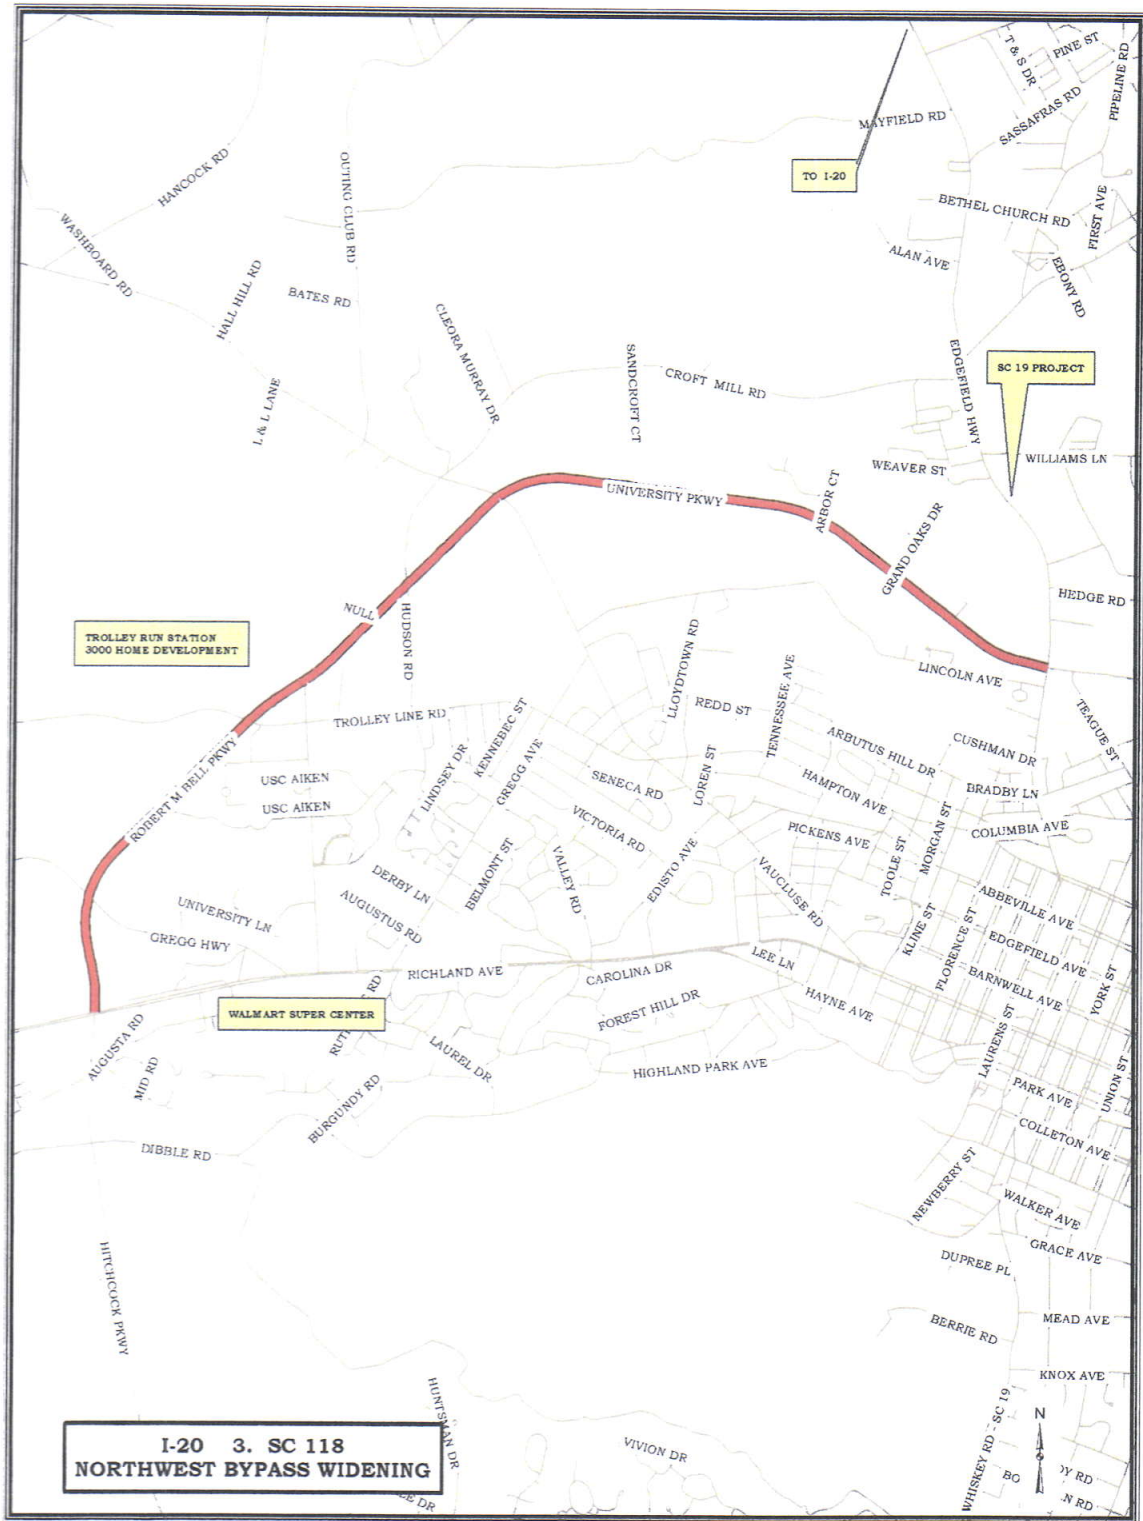 PINE ST
T & S DR
PIPELINE RD
SASSAFRAS RD
MAYFIELD RD
TO I-20
HANCOCK RD
OUTING CLUB RD
BETHEL CHURCH RD
FIRST AVE
WASHBOARD RD
ALAN AVE
EBONY RD
HALL HILL RD
BATES RD
CLEORA MURRAY DR
SANDCROFT CT
CROFT MILL RD
EDGEFIELD HWY
SC 19 PROJECT
L & L LANE
WEAVER ST
WILLIAMS LN
UNIVERSITY PKWY
ARBOR CT
GRAND OAKS DR
HEDGE RD
NULL
HUDSON RD
TROLLEY RUN STATION
3000 HOME DEVELOPMENT
LLOYDTOWN RD
LINCOLN AVE
TENNESSEE AVE
REDD ST
TEAGUE ST
TROLLEY LINE RD
KENNEBEC ST
ARBUTUS HILL DR
CUSHMAN DR
ROBERT M BELL PKWY
USC AIKEN
LINDSEY DR
GREGG AVE
SENECA RD
LOREN ST
HAMPTON AVE
BRADBY LN
USC AIKEN
VICTORIA RD
PICKENS AVE
MORGAN ST
COLUMBIA AVE
DERBY LN
BELMONT ST
VALLEY RD
EDISTO AVE
VAUCLUSE RD
TOOLE ST
ABBEVILLE AVE
UNIVERSITY LN
AUGUSTUS RD
KLINE ST
FLORENCE ST
EDGEFIELD AVE
GREGG HWY
RICHLAND AVE
CAROLINA DR
LEE LN
BARNWELL AVE
YORK ST
WALMART SUPER CENTER
FOREST HILL DR
HAYNE AVE
AUGUSTA RD
LAUREL DR
LAURENS ST
MID RD
BURGUNDY RD
HIGHLAND PARK AVE
PARK AVE
UNION ST
DIBBLE RD
COLLETON AVE
NEWBERRY ST
WALKER AVE
GRACE AVE
HITCHCOCK PKWY
DUPREE PL
BERRIE RD
MEAD AVE
KNOX AVE
HUNTSMAN DR
WHISKEY RD - SC 19
N
VIVION DR
I-20 3. SC 118
NORTHWEST BYPASS WIDENING